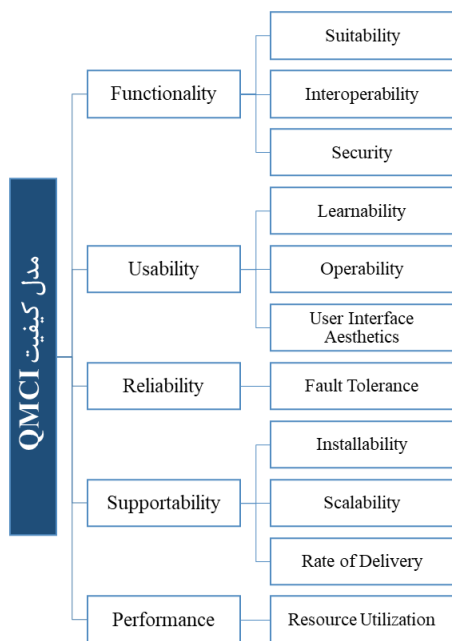 مدل کیفیت QMCI
Functionality
Suitability
Interoperability
Security
Usability
Learnability
Operability
User Interface
Aesthetics
Reliability
Fault Tolerance
Supportability
Installability
Scalability
Rate of Delivery
Performance
Resource Utilization